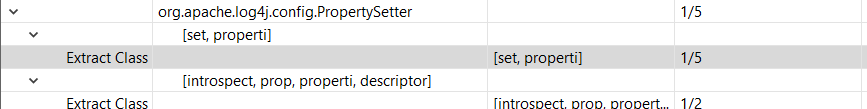 org.apache.log4j.config.PropertySetter 1/5
[set, properti]
Extract Class [set, properti] 1/5
[introspect, prop, properti, descriptor]
Extract Class [introspect, prop, propert... 1/2